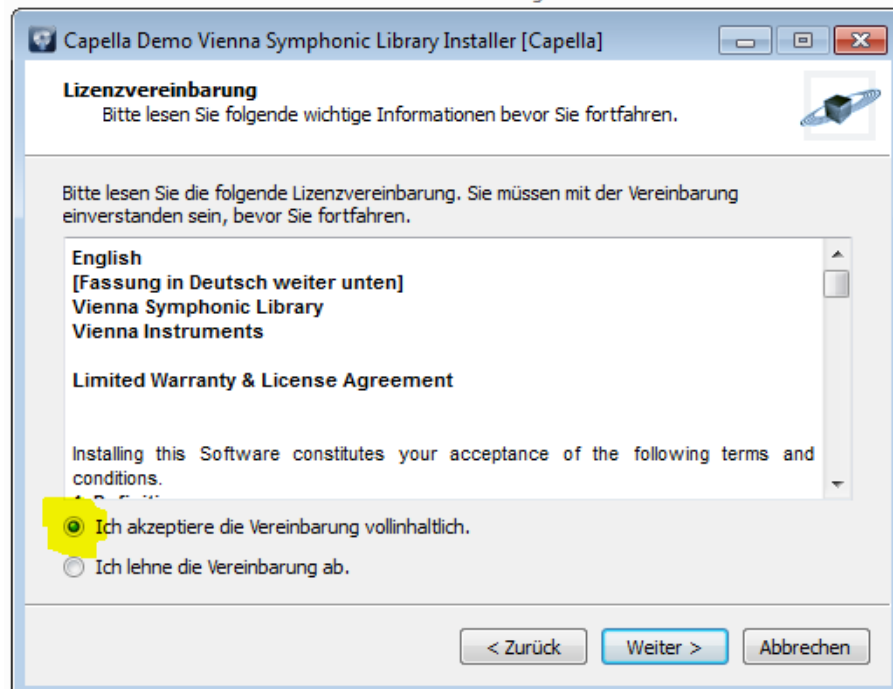 Capella Demo Vienna Symphonic Library Installer [Capella]
Lizenzvereinbarung
Bitte lesen Sie folgende wichtige Informationen bevor Sie fortfahren.
Bitte lesen Sie die folgende Lizenzvereinbarung. Sie müssen mit der Vereinbarung
einverstanden sein, bevor Sie fortfahren.
English
[Fassung in Deutsch weiter unten]
Vienna Symphonic Library
Vienna Instruments
Limited Warranty & License Agreement
Installing this Software constitutes your acceptance of the following terms and
conditions.
Ich akzeptiere die Vereinbarung vollinhaltlich.
Ich lehne die Vereinbarung ab.
< Zurück
Weiter >
Abbrechen